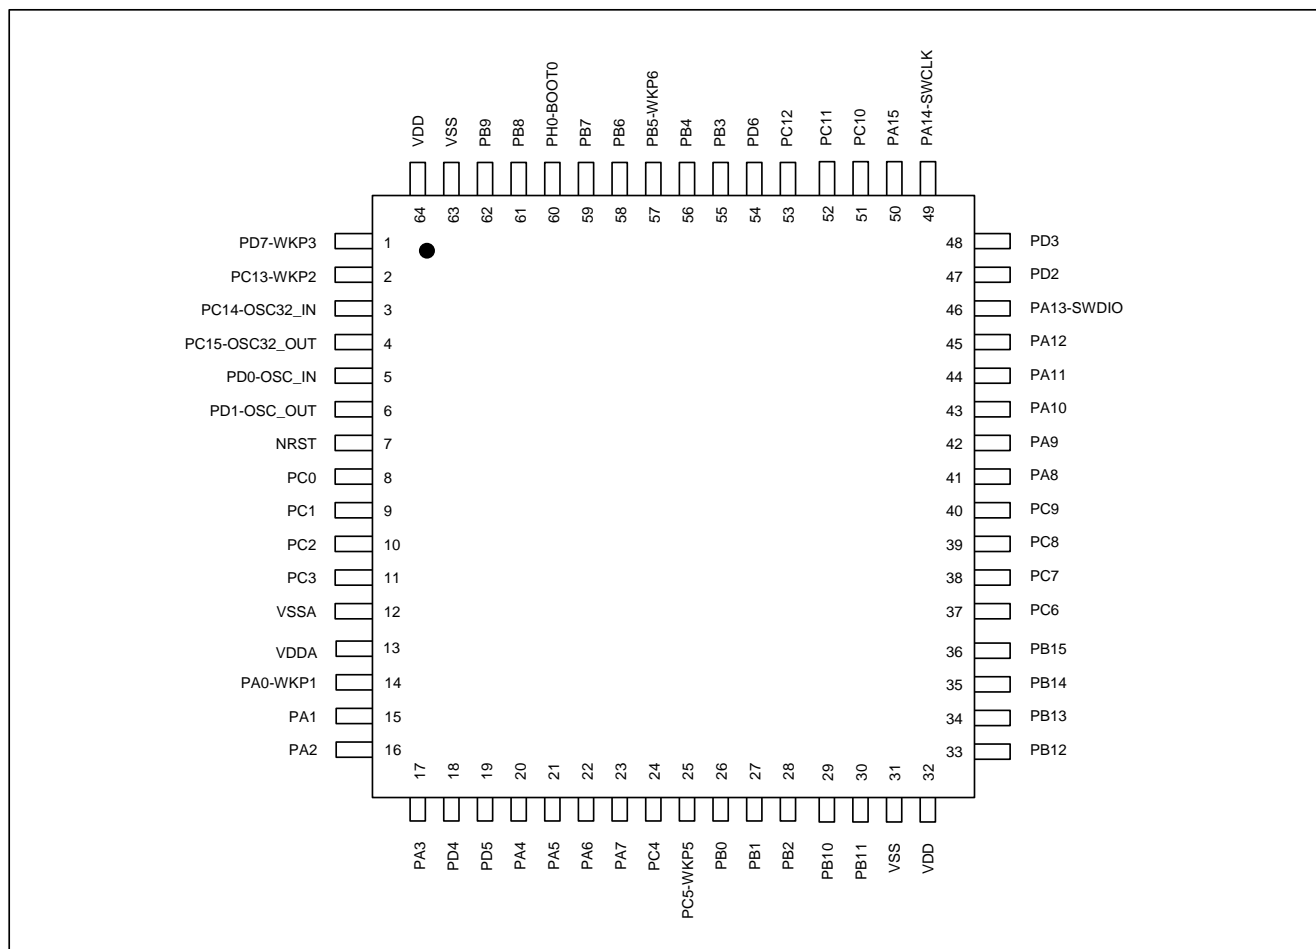 VDD
VSS
PB9
PB8
PH0-BOOT0
PB7
PB6
PB5-WKP6
PB4
PB3
PD6
PC12
PC11
PC10
PA15
PA14-SWCLK
64
63
62
61
60
59
58
57
56
55
54
53
52
51
50
49
PD7-WKP3 1
PC13-WKP2 2
PC14-OSC32_IN 3
PC15-OSC32_OUT 4
PD0-OSC_IN 5
PD1-OSC_OUT 6
NRST 7
PC0 8
PC1 9
PC2 10
PC3 11
VSSA 12
VDDA 13
PA0-WKP1 14
PA1 15
PA2 16
48 PD3
47 PD2
46 PA13-SWDIO
45 PA12
44 PA11
43 PA10
42 PA9
41 PA8
40 PC9
39 PC8
38 PC7
37 PC6
36 PB15
35 PB14
34 PB13
33 PB12
17
18
19
20
21
22
23
24
25
26
27
28
29
30
31
32
PA3
PD4
PD5
PA4
PA5
PA6
PA7
PC4
PC5-WKP5
PB0
PB1
PB2
PB10
PB11
VSS
VDD